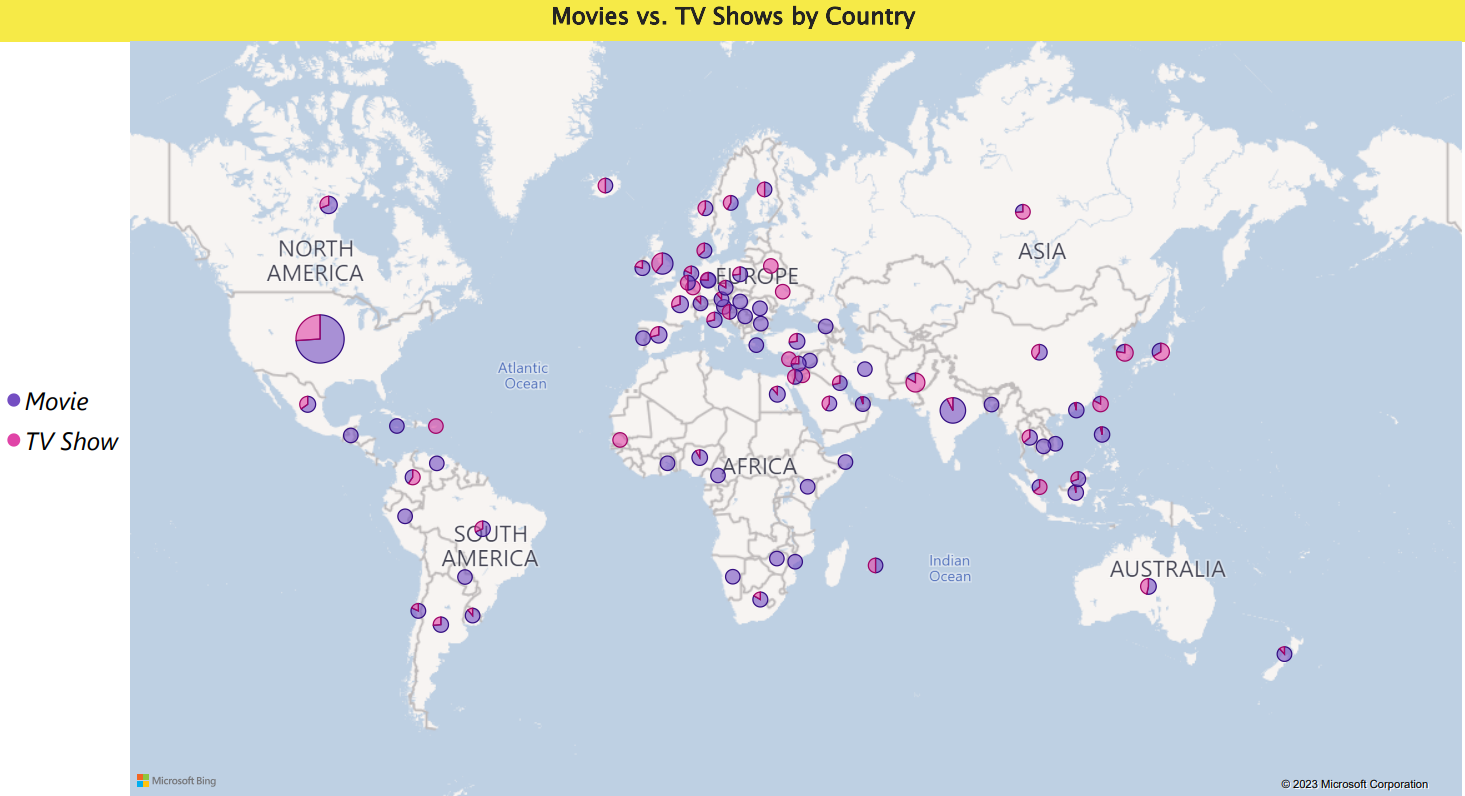 Movies vs. TV Shows by Country
NORTH
AMERICA
EUROPE
ASIA
Atlantic
Ocean
Movie
TV Show
AFRICA
SOUTH
AMERICA
Indian
Ocean
AUSTRALIA
Microsoft Bing
© 2023 Microsoft Corporation